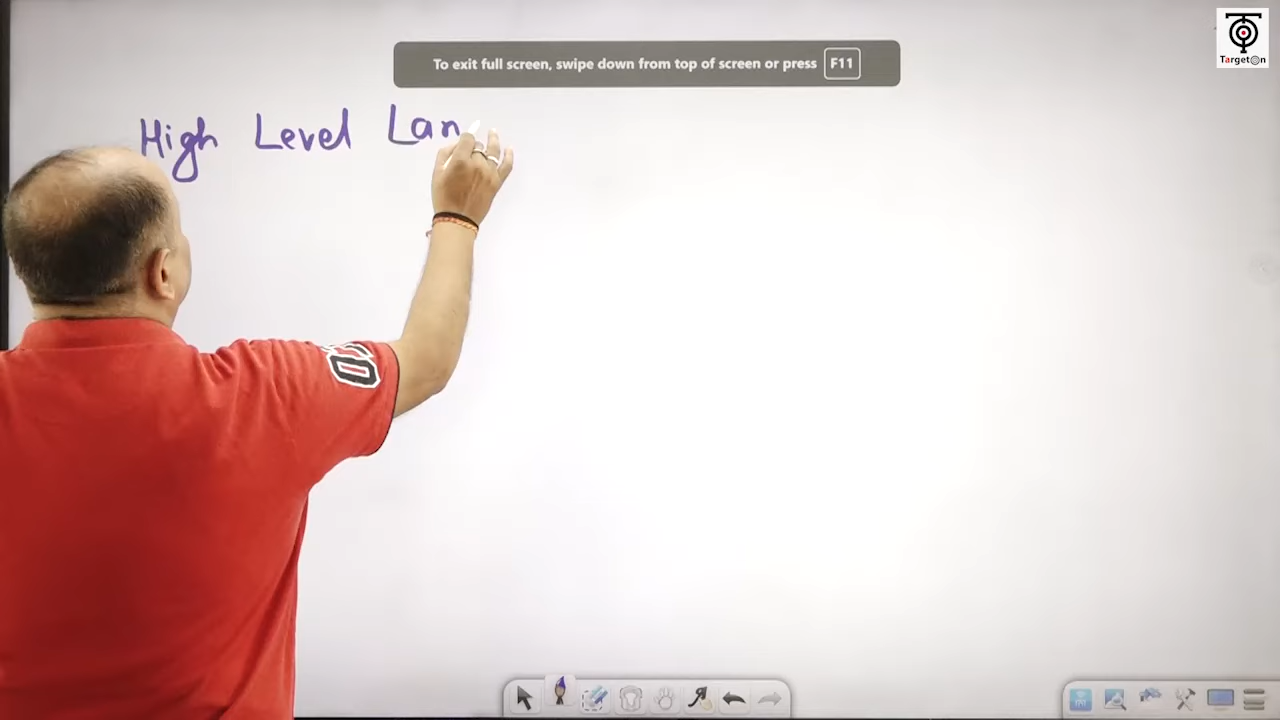 TargetOn
To exit full screen, swipe down from top of screen or press F11
High Level Lan